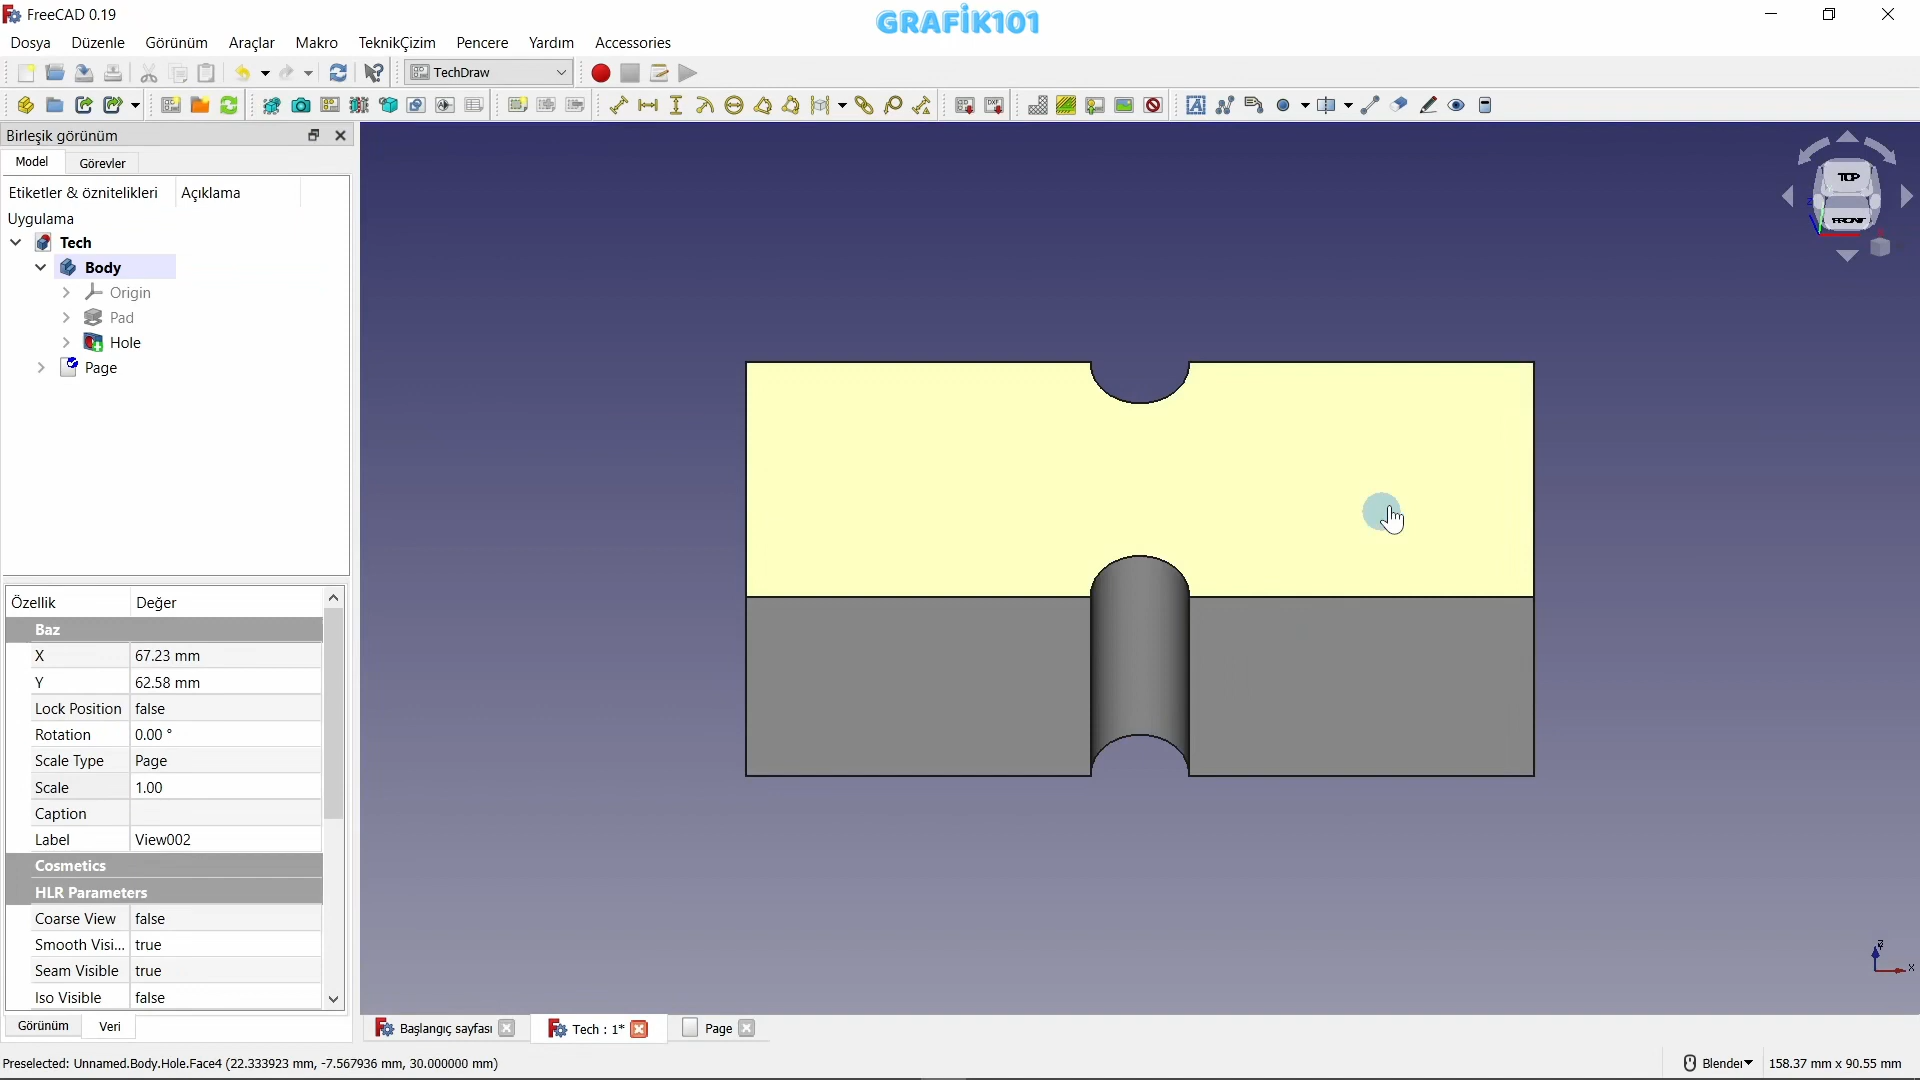 FreeCAD 0.19
GRAFİK101
Dosya Düzenle Görünüm Araçlar Makro TeknikÇizim Pencere Yardım Accessories
TechDraw
Birleşik görünüm
Model Görevler
Etiketler & öznitelikleri Açıklama
Uygulama
Tech
Body
Origin
Pad
Hole
Page
TOP
FRONT
Özellik Değer
Baz
X 67.23 mm
Y 62.58 mm
Lock Position false
Rotation 0.00 °
Scale Type Page
Scale 1.00
Caption
Label View002
Cosmetics
HLR Parameters
Coarse View false
Smooth Visi... true
Seam Visible true
Iso Visible false
Z
X
Görünüm Veri
Başlangıç sayfası Tech : 1* Page
Preselected: Unnamed.Body.Hole.Face4 (22.333923 mm, -7.567936 mm, 30.000000 mm)
Blender 158.37 mm x 90.55 mm